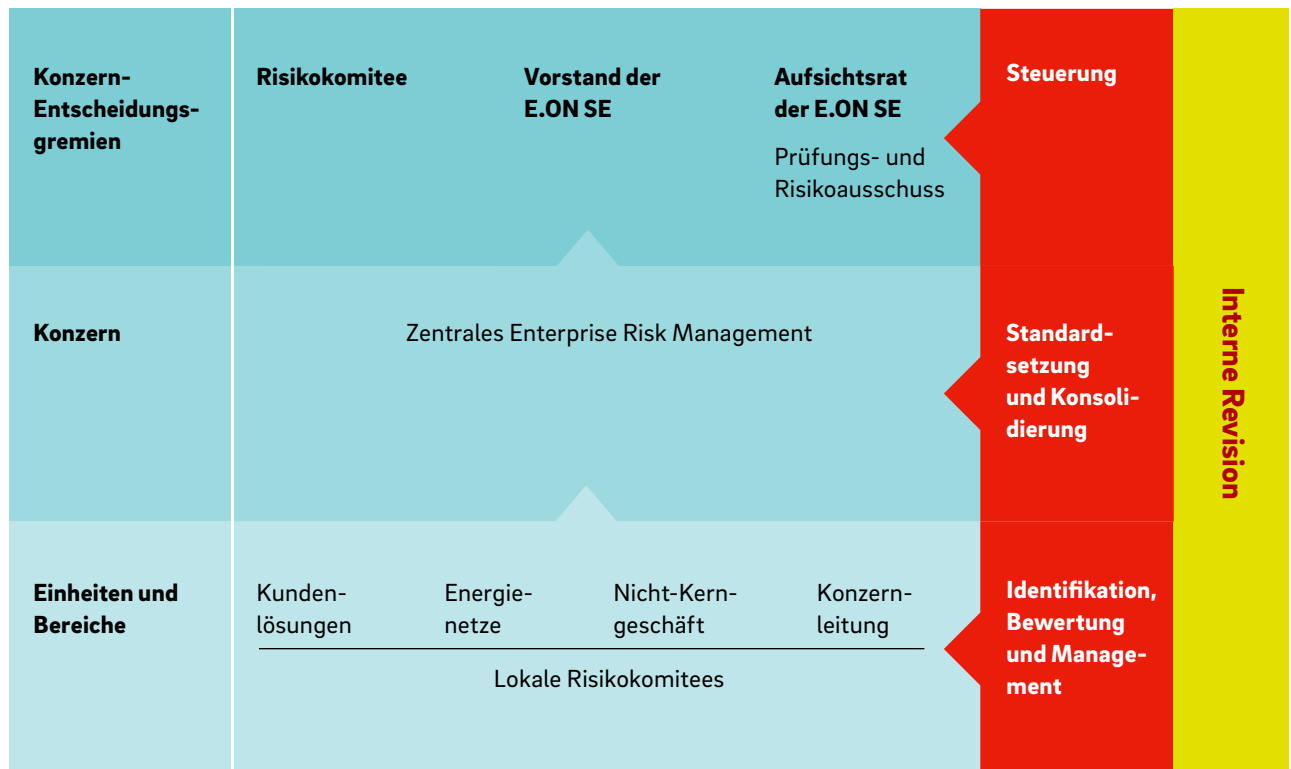 Konzern-
Entscheidungs-
gremien
Risikokomitee
Vorstand der
E.ON SE
Aufsichtsrat
der E.ON SE
Prüfungs- und
Risikoausschuss
Steuerung
Konzern
Zentrales Enterprise Risk Management
Standard-
setzung
und Konsoli-
dierung
Einheiten und
Bereiche
Kunden-
lösungen
Energie-
netze
Nicht-Kern-
geschäft
Konzern-
leitung
Lokale Risikokomitees
Identifikation,
Bewertung
und Manage-
ment
Interne Revision